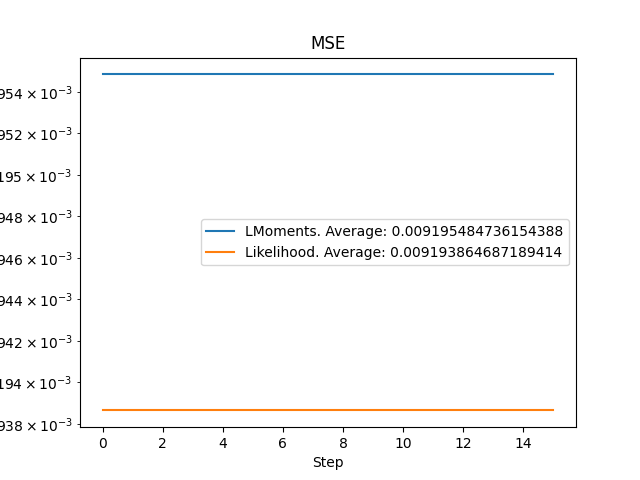 MSE
954 × 10⁻³
952 × 10⁻³
195 × 10⁻³
948 × 10⁻³
946 × 10⁻³
944 × 10⁻³
942 × 10⁻³
194 × 10⁻³
938 × 10⁻³
LMoments. Average: 0.009195484736154388
Likelihood. Average: 0.009193864687189414
0 2 4 6 8 10 12 14
Step